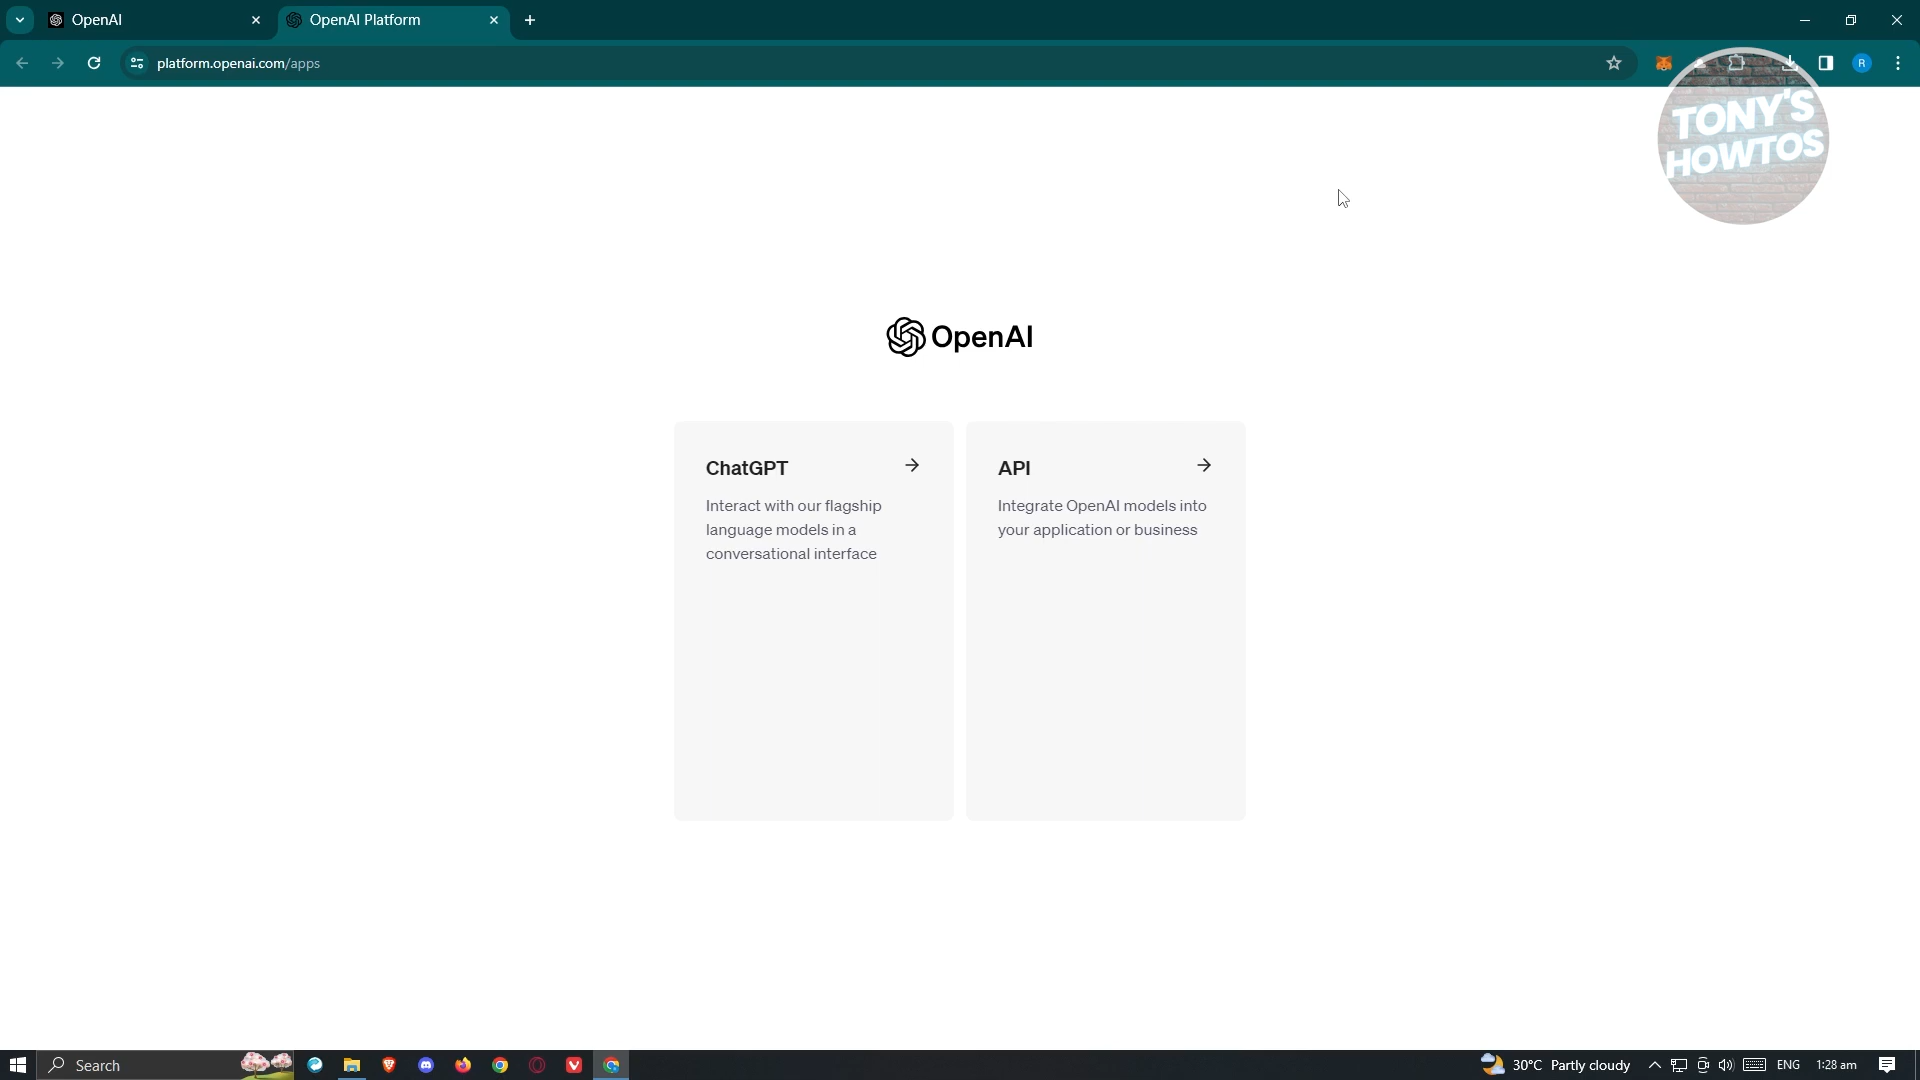 OpenAI
OpenAI Platform
platform.openai.com/apps
R
TONY'S
HOWTOS
OpenAI
ChatGPT
Interact with our flagship
language models in a
conversational interface
API
Integrate OpenAI models into
your application or business
Search
30°C Partly cloudy
ENG
1:28 am